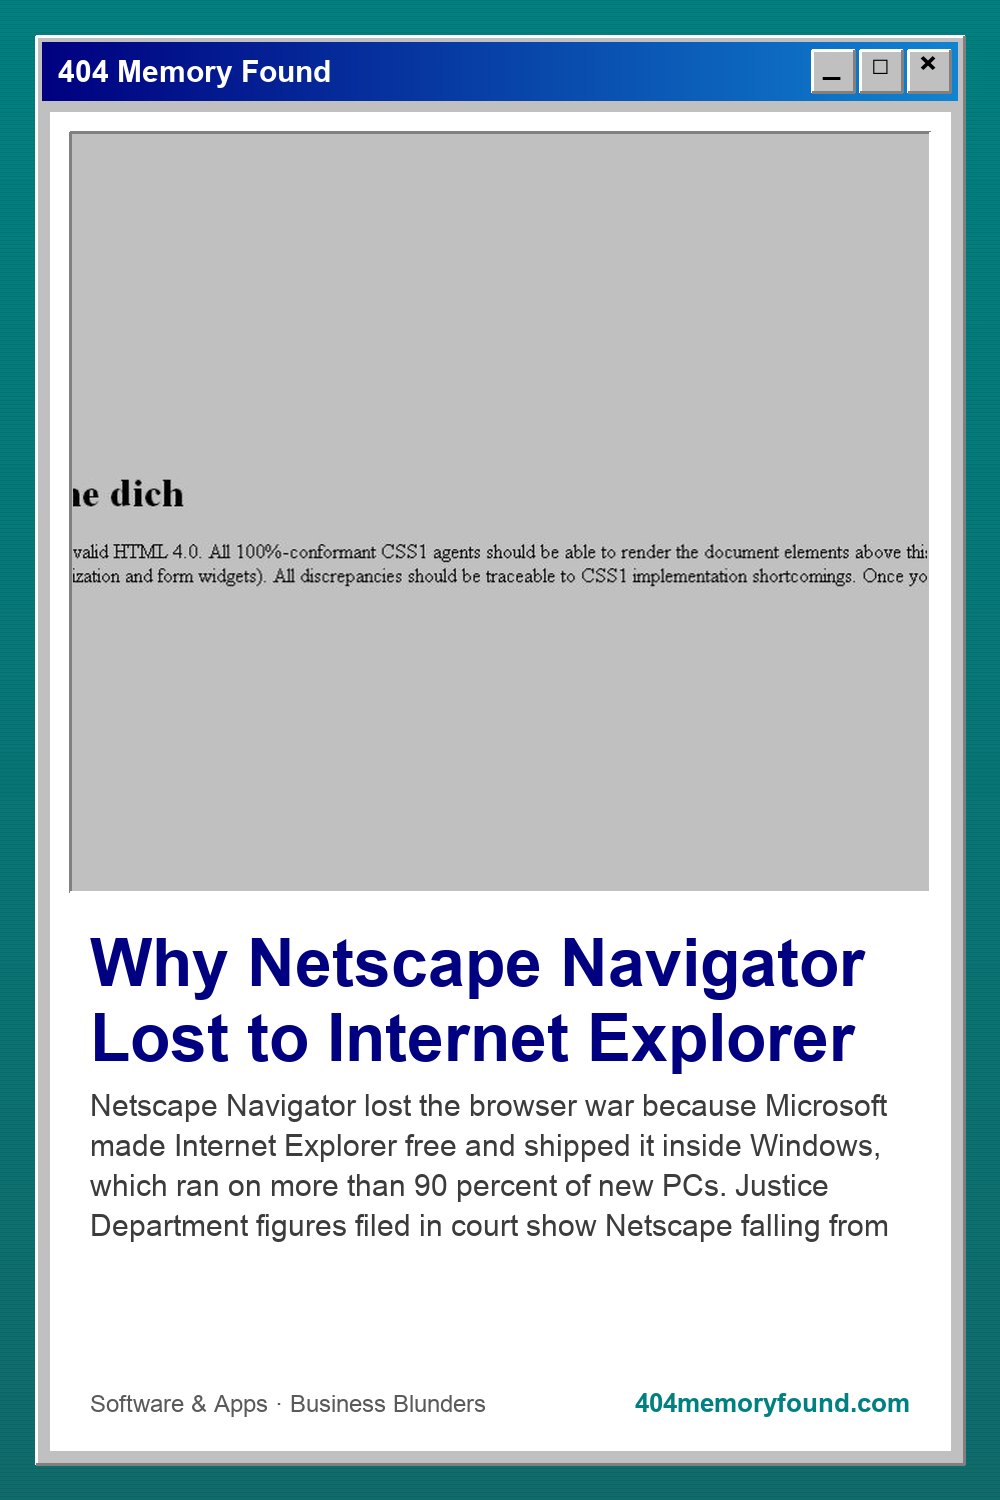 404 Memory Found
he dich
valid HTML 4.0. All 100%-conformant CSS1 agents should be able to render the document elements above this
ization and form widgets). All discrepancies should be traceable to CSS1 implementation shortcomings. Once yo
Why Netscape Navigator
Lost to Internet Explorer
Netscape Navigator lost the browser war because Microsoft
made Internet Explorer free and shipped it inside Windows,
which ran on more than 90 percent of new PCs. Justice
Department figures filed in court show Netscape falling from
Software & Apps · Business Blunders
404memoryfound.com